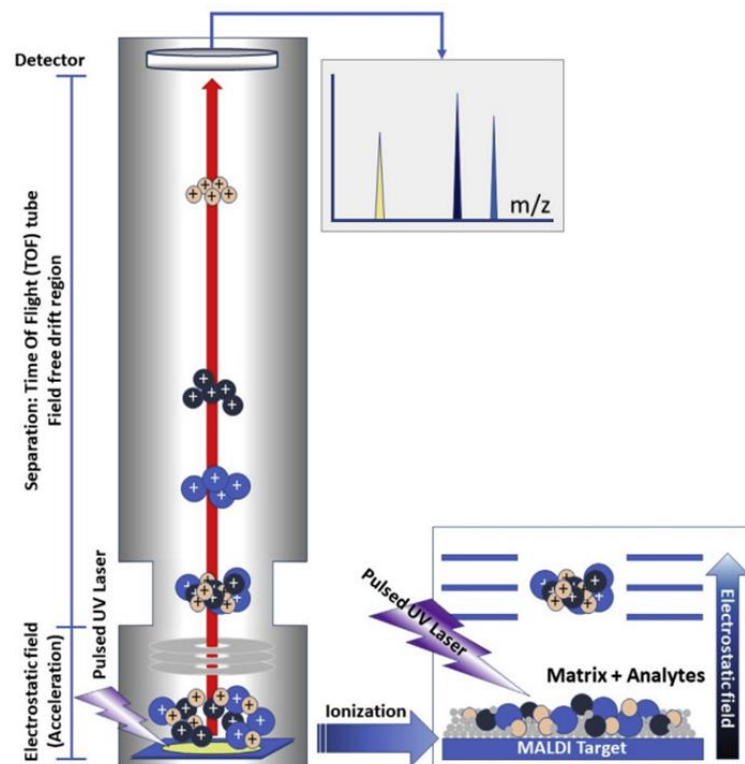 Detector
m/z
Separation: Time Of Flight (TOF) tube
Field free drift region
Pulsed UV Laser
Electrostatic field
(Acceleration)
+ + + + +
+ + + + +
+ + + +
Ionization
Pulsed UV Laser
Matrix + Analytes
MALDI Target
Electrostatic field